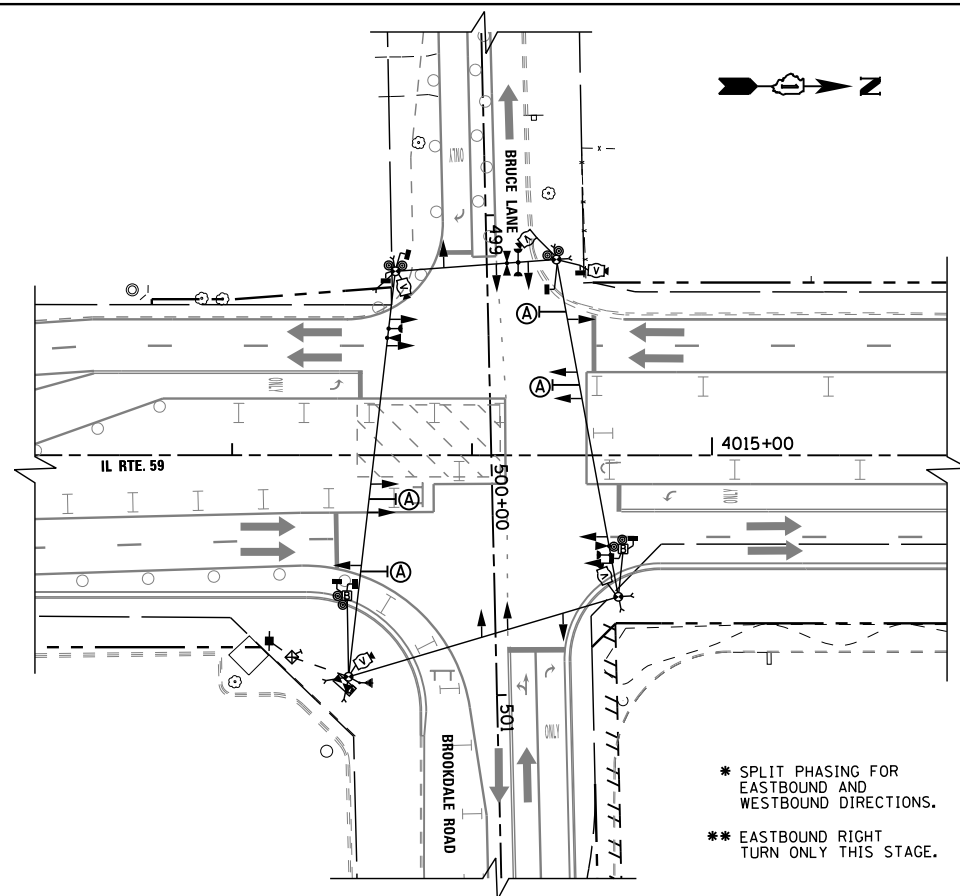 N
BRUCE LANE
ONLY
499
V
V
V
A
A
ONLY
4015+00
IL RTE. 59
500+00
A
A
ONLY
V
V
501
ONLY
BROOKDALE ROAD
* SPLIT PHASING FOR
EASTBOUND AND
WESTBOUND DIRECTIONS.
** EASTBOUND RIGHT
TURN ONLY THIS STAGE.